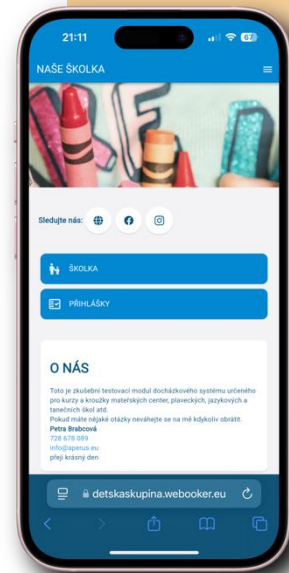 21:11
67
NAŠE ŠKOLKA
Sledujte nás:
ŠKOLKA
PŘIHLÁŠKY
O NÁS
Toto je zkušební testovací modul docházkového systému určeného
pro kurzy a kroužky mateřských center, plaveckých, jazykových a
tanečních škol atd.
Pokud máte nějaké otázky neváhejte se na mě kdykoliv obrátit.
Petra Brabcová
728 678 089
info@aperus.eu
přeji krásný den
detskaskupina.webooker.eu